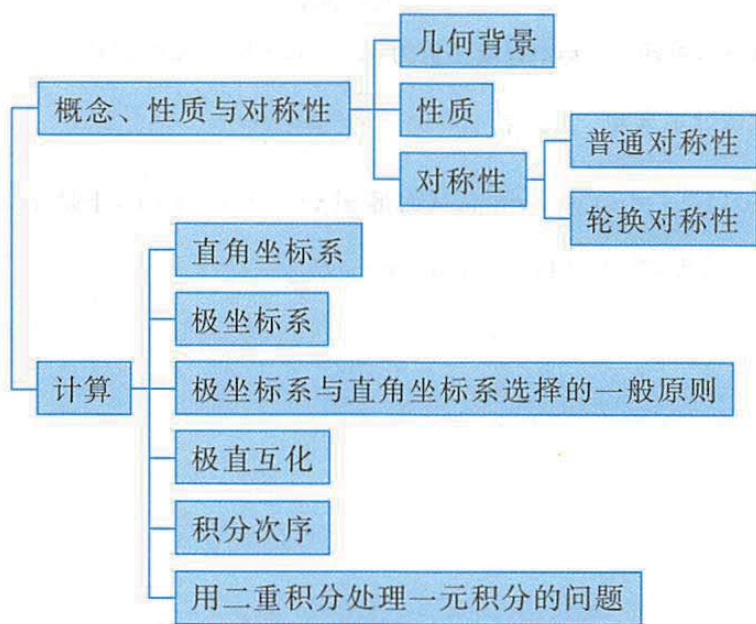 几何背景
概念、性质与对称性
性质
对称性
普通对称性
轮换对称性
直角坐标系
极坐标系
计算
极坐标系与直角坐标系选择的一般原则
极直互化
积分次序
用二重积分处理一元积分的问题